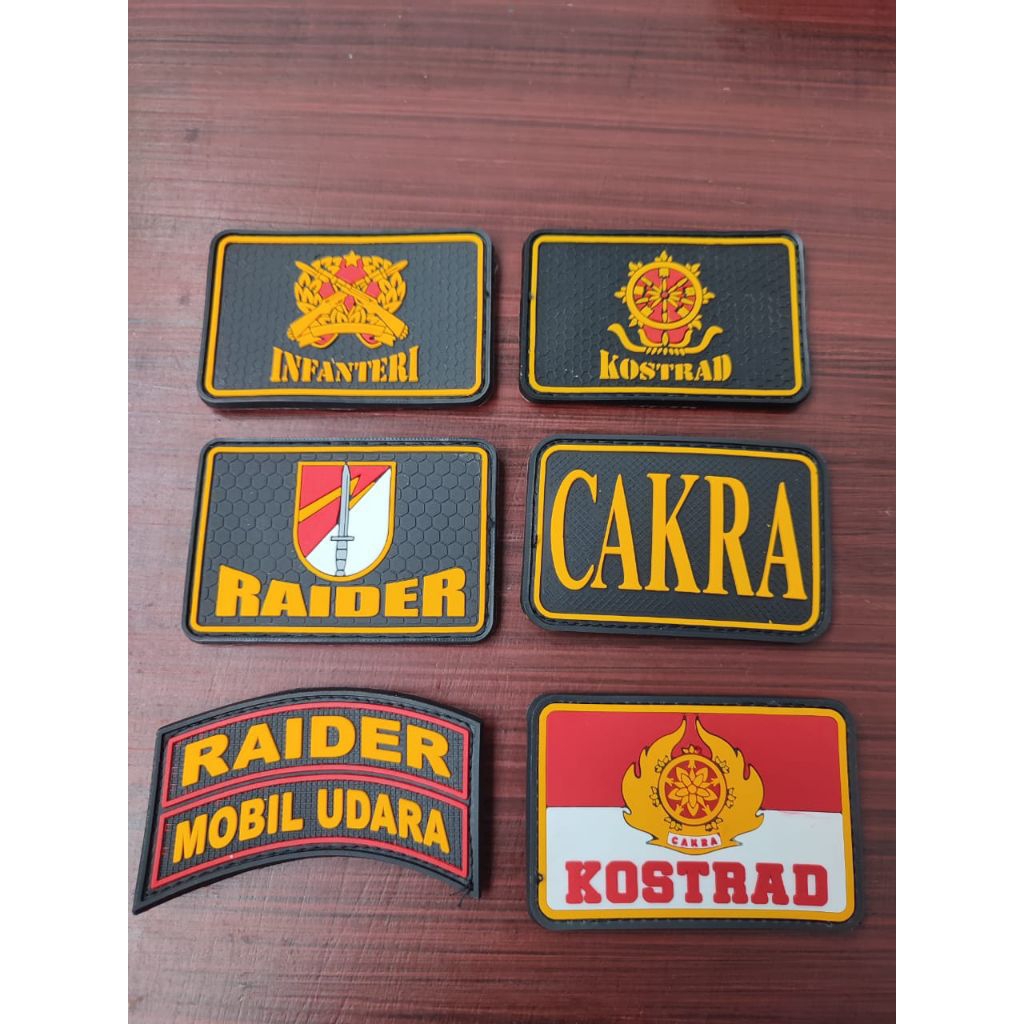 INFANTERI
KOSTRAD
RAIDER
CAKRA
RAIDER
MOBIL UDARA
CAKRA
KOSTRAD